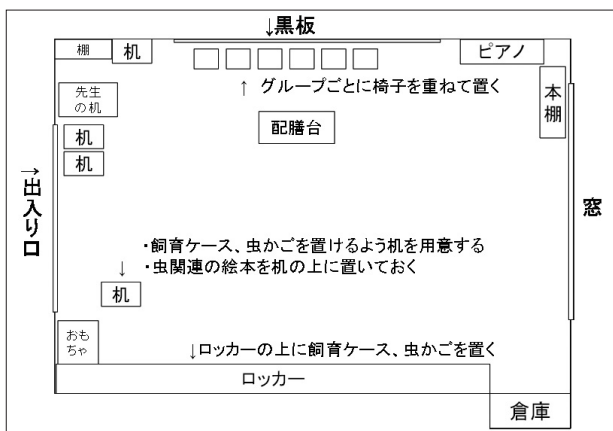 ↓黒板
棚
机
ピアノ
↑ グループごとに椅子を重ねて置く
先生
の机
本
棚
配膳台
机
机
→出入り口
窓
・飼育ケース、虫かごを置けるよう机を用意する
↓ ・虫関連の絵本を机の上に置いておく
机
おも
ちゃ
↓ロッカーの上に飼育ケース、虫かごを置く
ロッカー
倉庫